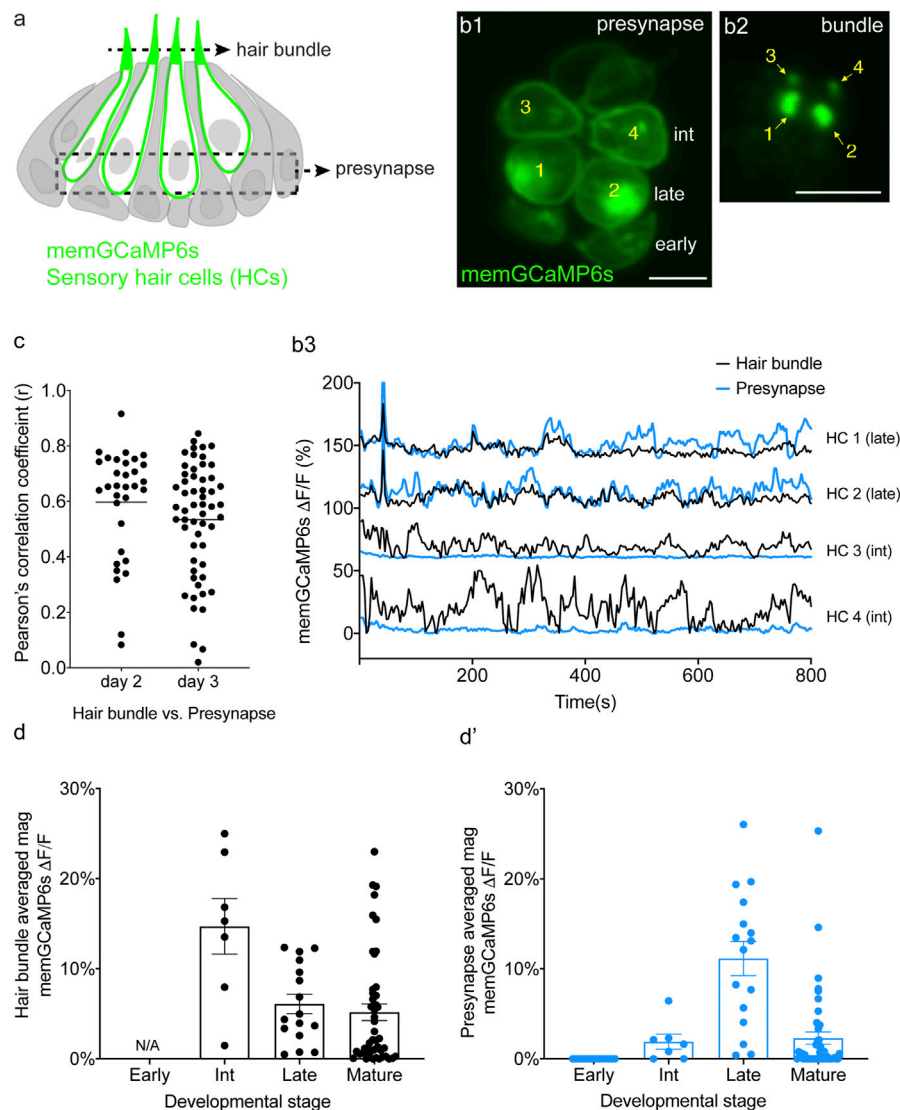 a
hair bundle
presynapse
memGCaMP6s
Sensory hair cells (HCs)
b1
presynapse
3
4
int
1
2
late
early
memGCaMP6s
b2
bundle
3
4
1
2
c
Pearson's correlation coefficeint (r)
1.0
0.8
0.6
0.4
0.2
0.0
day 2
day 3
Hair bundle vs. Presynapse
b3
Hair bundle
Presynapse
memGCaMP6s ΔF/F (%)
200
150
100
50
0
HC 1 (late)
HC 2 (late)
HC 3 (int)
HC 4 (int)
200
400
600
800
Time(s)
d
Hair bundle averaged mag
memGCaMP6s ΔF/F
30%
20%
10%
0%
N/A
Early
Int
Late
Mature
Developmental stage
d'
Presynapse averaged mag
memGCaMP6s ΔF/F
30%
20%
10%
0%
Early
Int
Late
Mature
Developmental stage